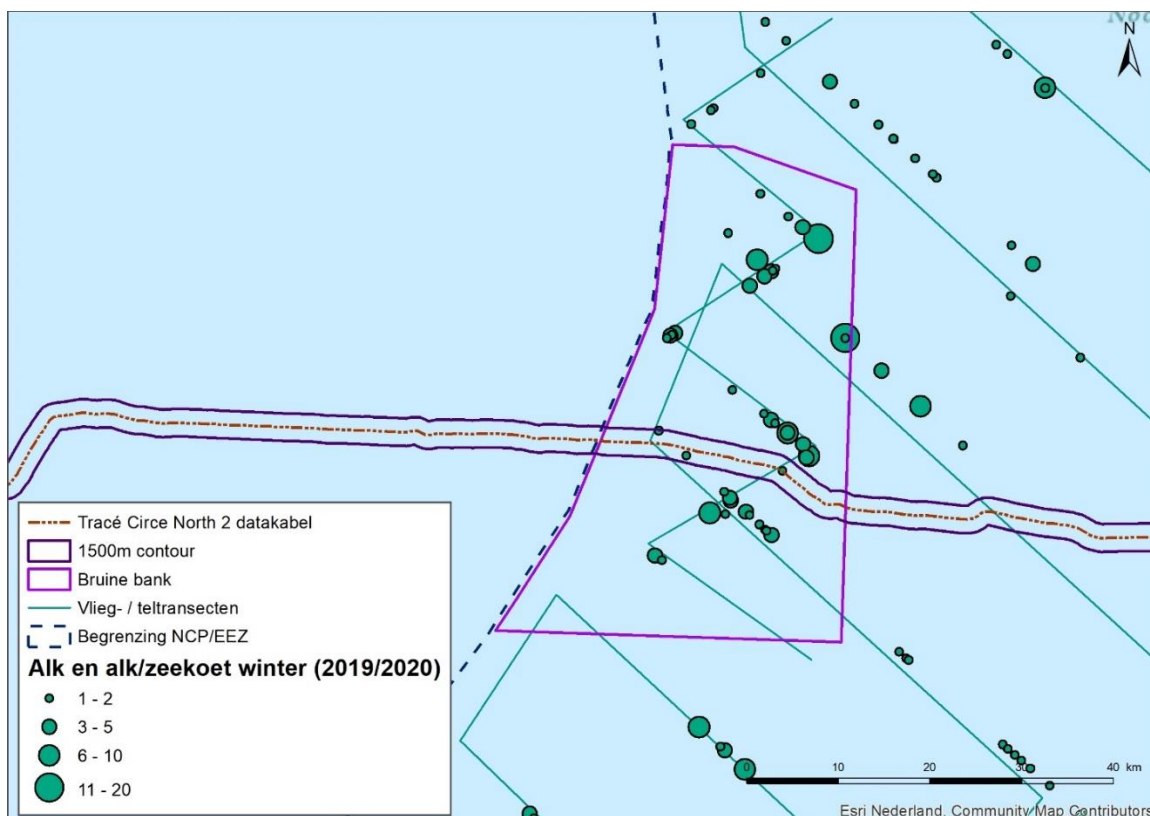 Noo
N
Tracé Circe North 2 datakabel
1500m contour
Bruine bank
Vlieg- / teltransecten
Begrenzing NCP/EEZ
Alk en alk/zeekoet winter (2019/2020)
1 - 2
3 - 5
6 - 10
11 - 20
0 10 20 30 40 km
Esri Nederland, Community Map Contributors